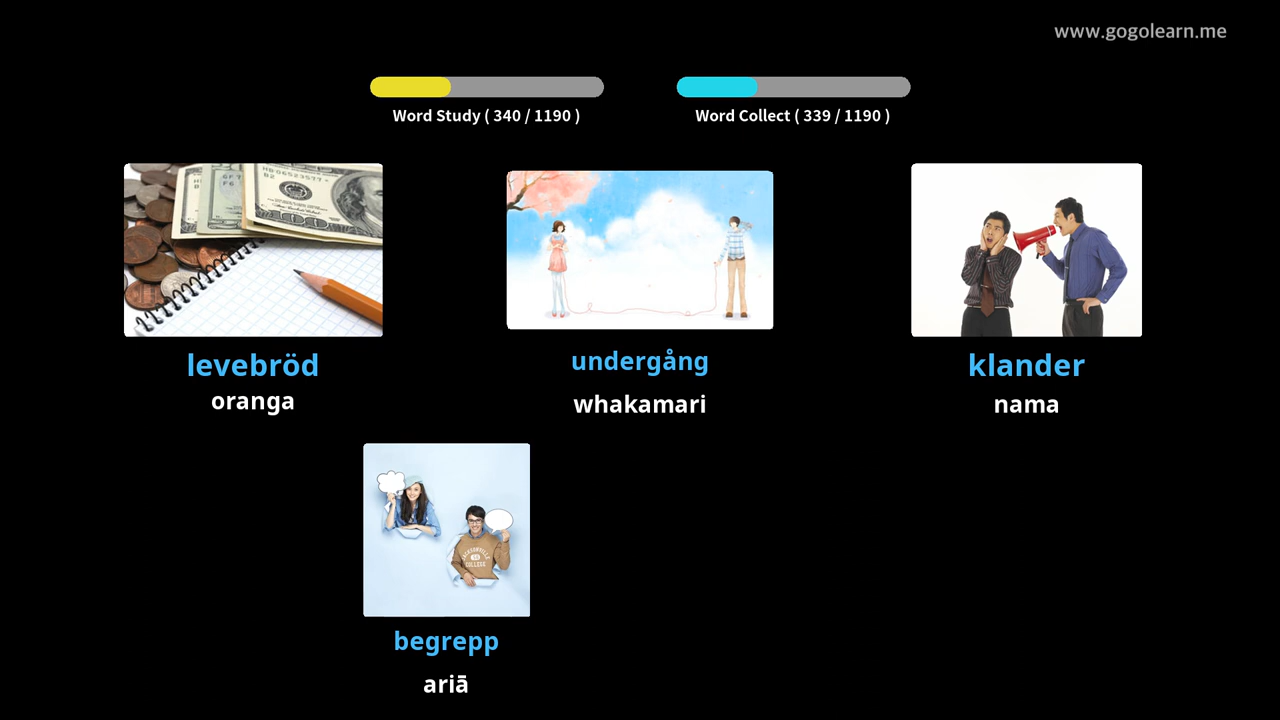 www.gogolearn.me
Word Study ( 340 / 1190 )
Word Collect ( 339 / 1190 )
levebröd
oranga
undergång
whakamari
klander
nama
begrepp
ariā